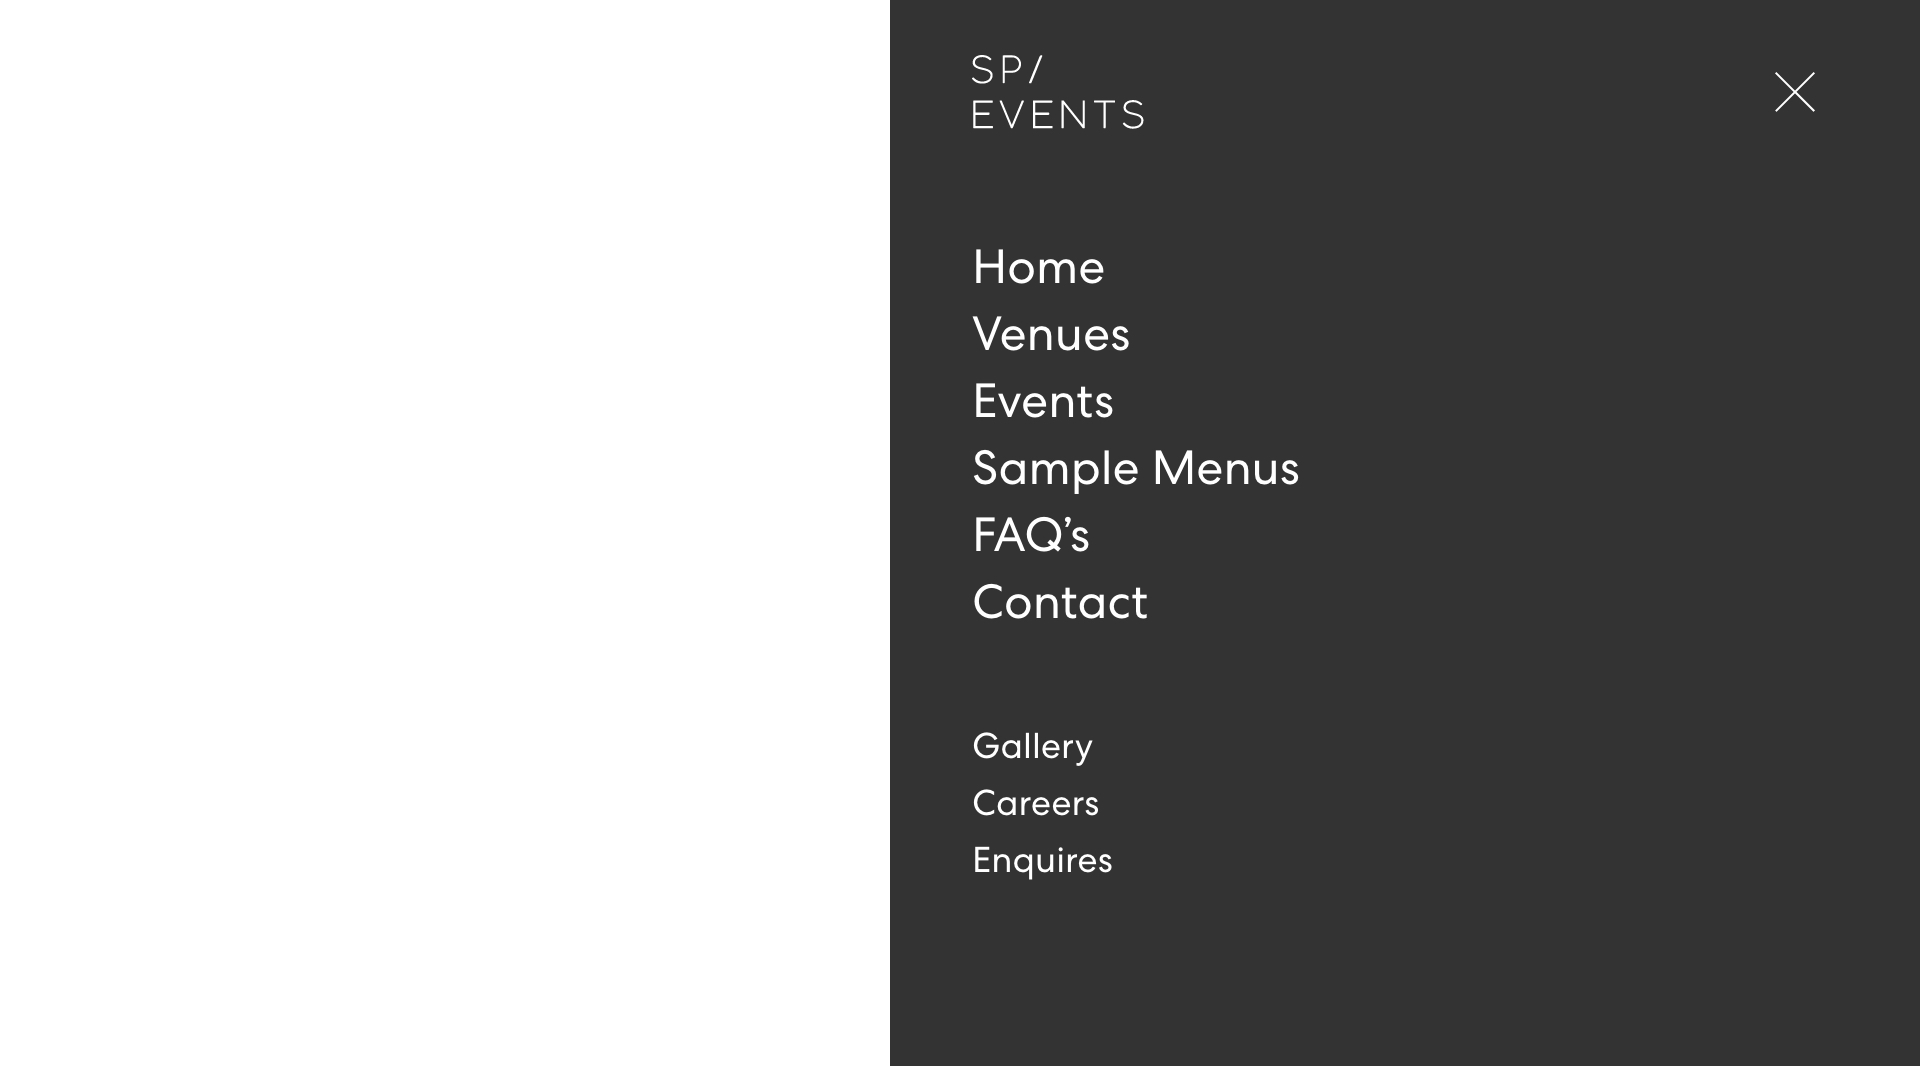 SP/
EVENTS
Home
Venues
Events
Sample Menus
FAQ’s
Contact
Gallery
Careers
Enquires